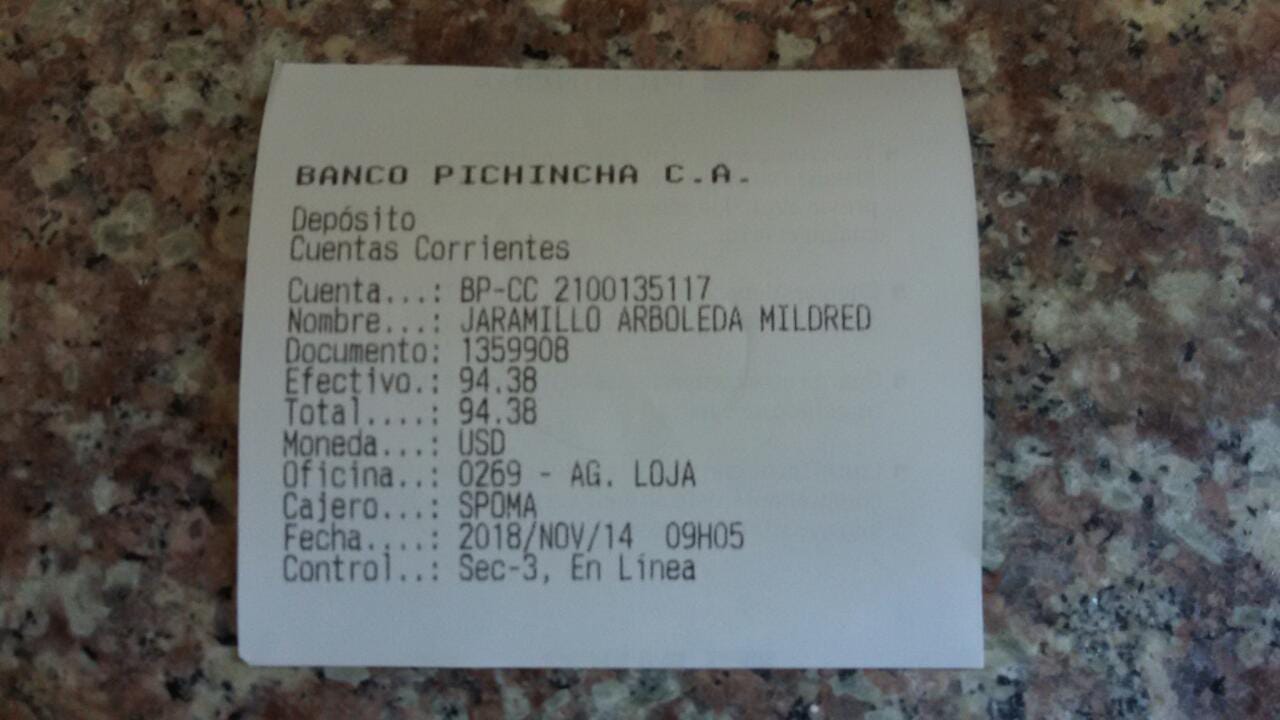 BANCO PICHINCHA C.A.
Depósito
Cuentas Corrientes
Cuenta...: BP-CC 2100135117
Nombre...: JARAMILLO ARBOLEDA MILDRED
Documento: 1359908
Efectivo.: 94.38
Total....: 94.38
Moneda...: USD
Oficina..: 0269 - AG. LOJA
Cajero...: SPOMA
Fecha....: 2018/NOV/14 09H05
Control..: Sec-3, En Línea